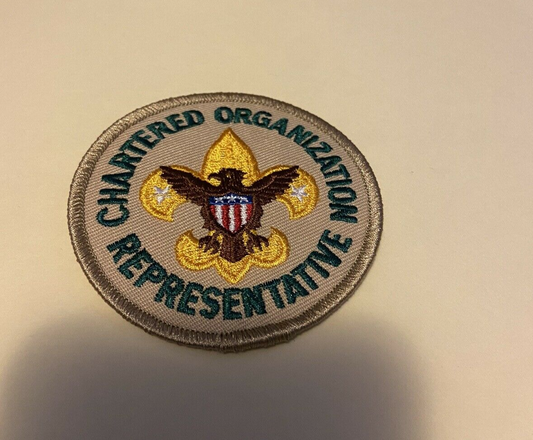 CHARTERED ORGANIZATION
REPRESENTATIVE